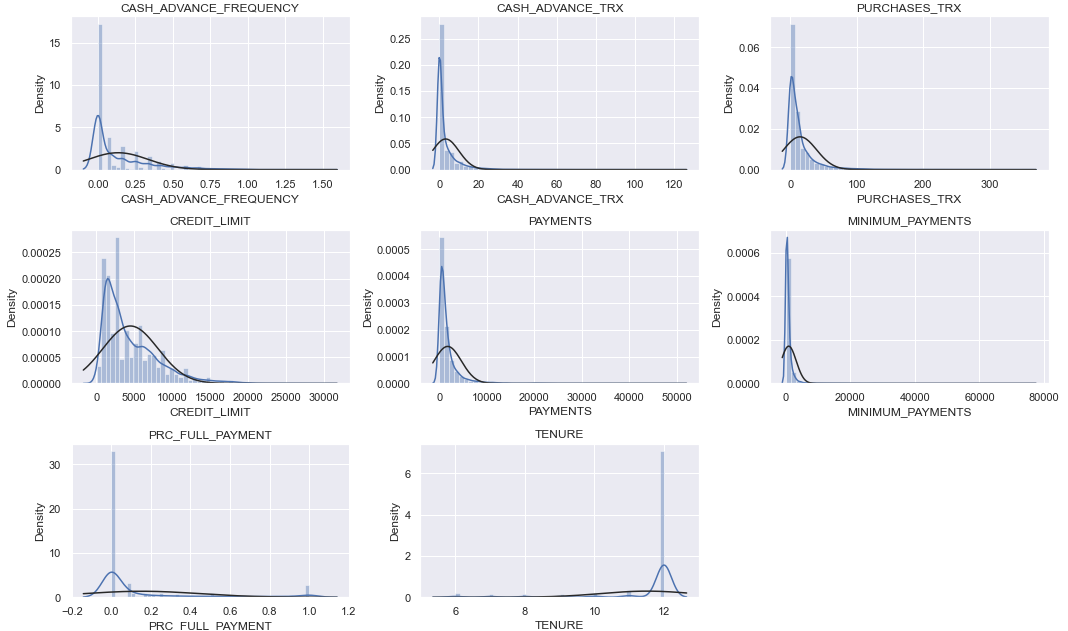 CASH_ADVANCE_FREQUENCY
Density
15
10
5
0
0.00 0.25 0.50 0.75 1.00 1.25 1.50
CASH_ADVANCE_FREQUENCY
CASH_ADVANCE_TRX
Density
0.25
0.20
0.15
0.10
0.05
0.00
0 20 40 60 80 100 120
CASH_ADVANCE_TRX
PURCHASES_TRX
Density
0.06
0.04
0.02
0.00
0 100 200 300
PURCHASES_TRX
CREDIT_LIMIT
Density
0.00025
0.00020
0.00015
0.00010
0.00005
0.00000
0 5000 10000 15000 20000 25000 30000
CREDIT_LIMIT
PAYMENTS
Density
0.0005
0.0004
0.0003
0.0002
0.0001
0.0000
0 10000 20000 30000 40000 50000
PAYMENTS
MINIMUM_PAYMENTS
Density
0.0006
0.0004
0.0002
0.0000
0 20000 40000 60000 80000
MINIMUM_PAYMENTS
PRC_FULL_PAYMENT
Density
30
20
10
0
−0.2 0.0 0.2 0.4 0.6 0.8 1.0 1.2
PRC_FULL_PAYMENT
TENURE
Density
6
4
2
0
6 8 10 12
TENURE